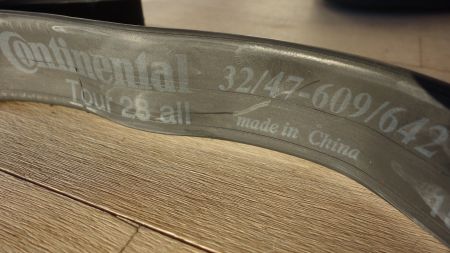 Continental
Tour 28 all
32/47-609/642
made in China